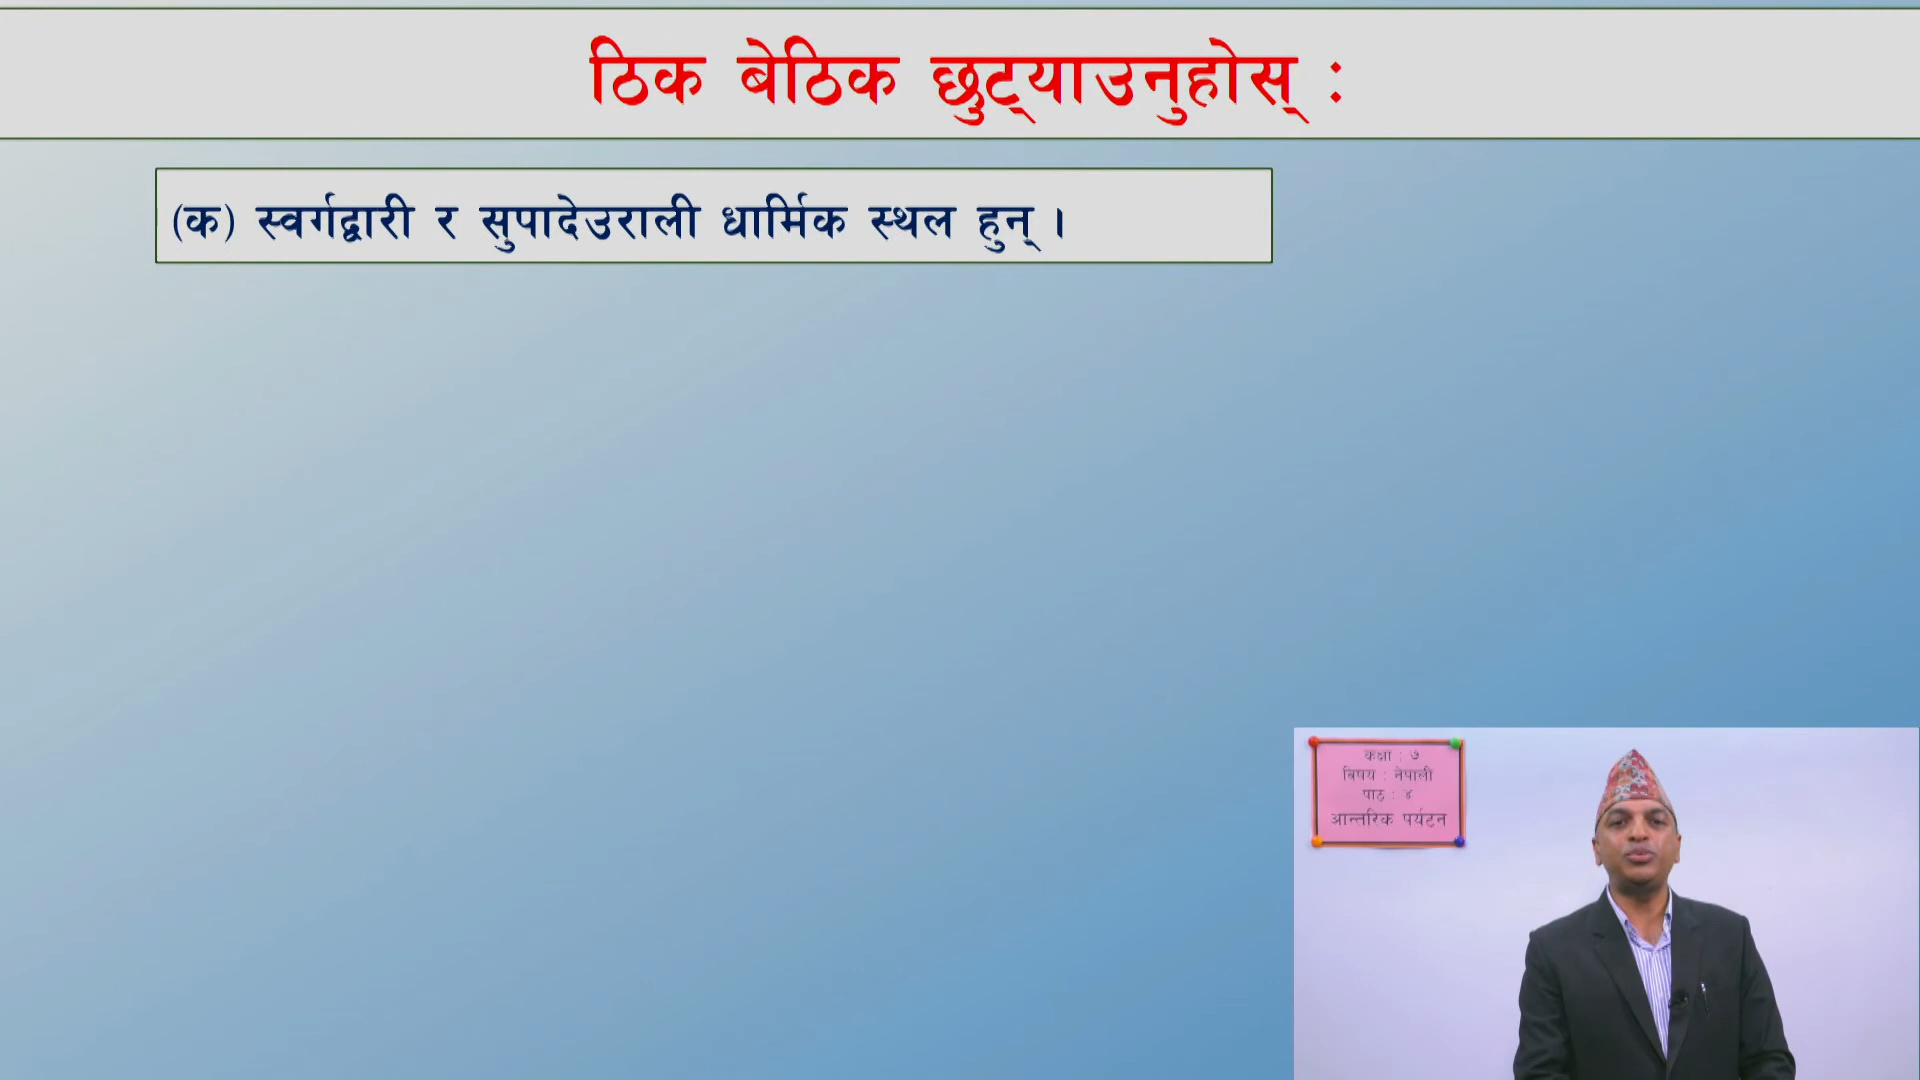 ठिक बेठिक छुट्याउनुहोस् :
(क) स्वर्गद्वारी र सुपादेउराली धार्मिक स्थल हुन् ।
कक्षा : ७
विषय : नेपाली
पाठ : ४
आन्तरिक पर्यटन